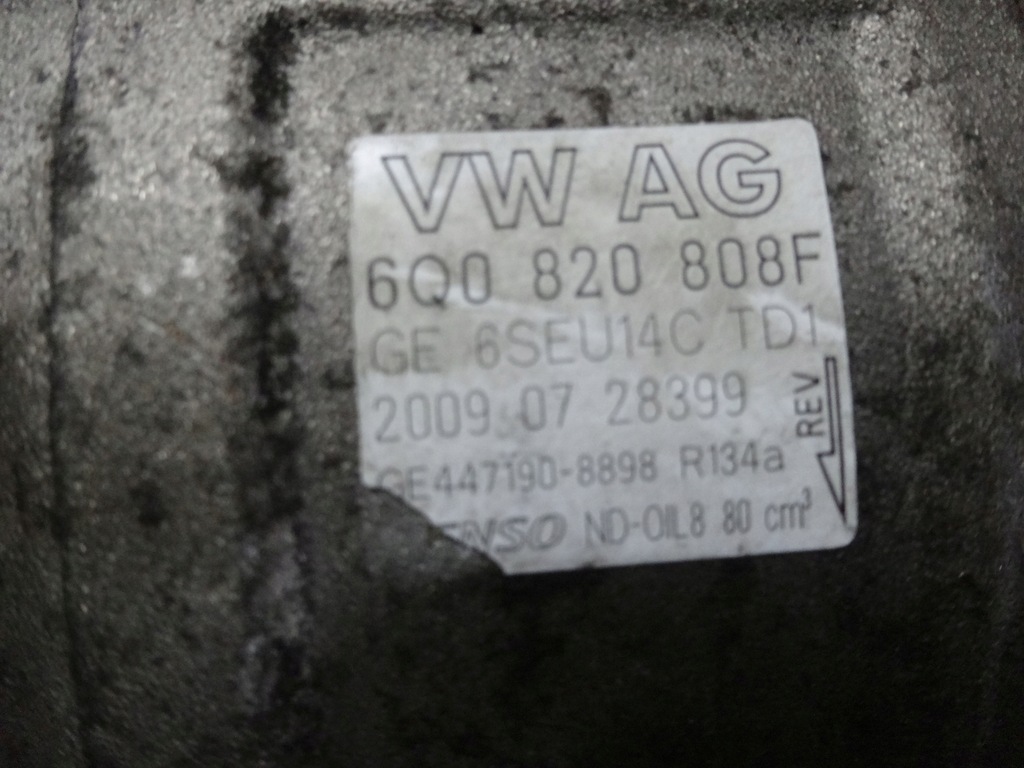 VW AG
6Q0 820 808F
GE 6SEU14C TD1
2009 07 28399
REV
GE447190-8898 R134a
ENSO ND-OIL8 80 cm³